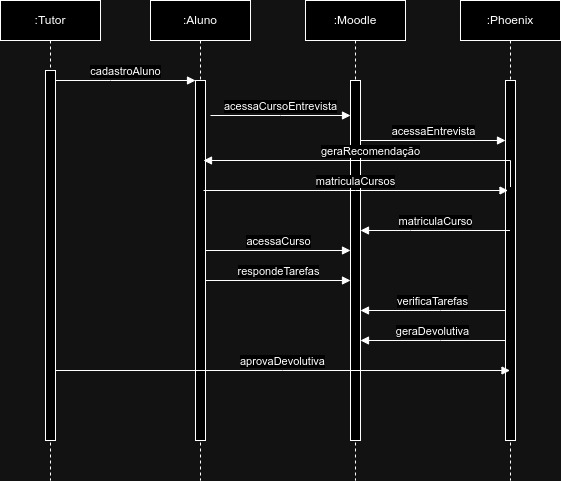 :Tutor
:Aluno
:Moodle
:Phoenix
cadastroAluno
acessaCursoEntrevista
acessaEntrevista
geraRecomendação
matriculaCursos
matriculaCurso
acessaCurso
respondeTarefas
verificaTarefas
geraDevolutiva
aprovaDevolutiva